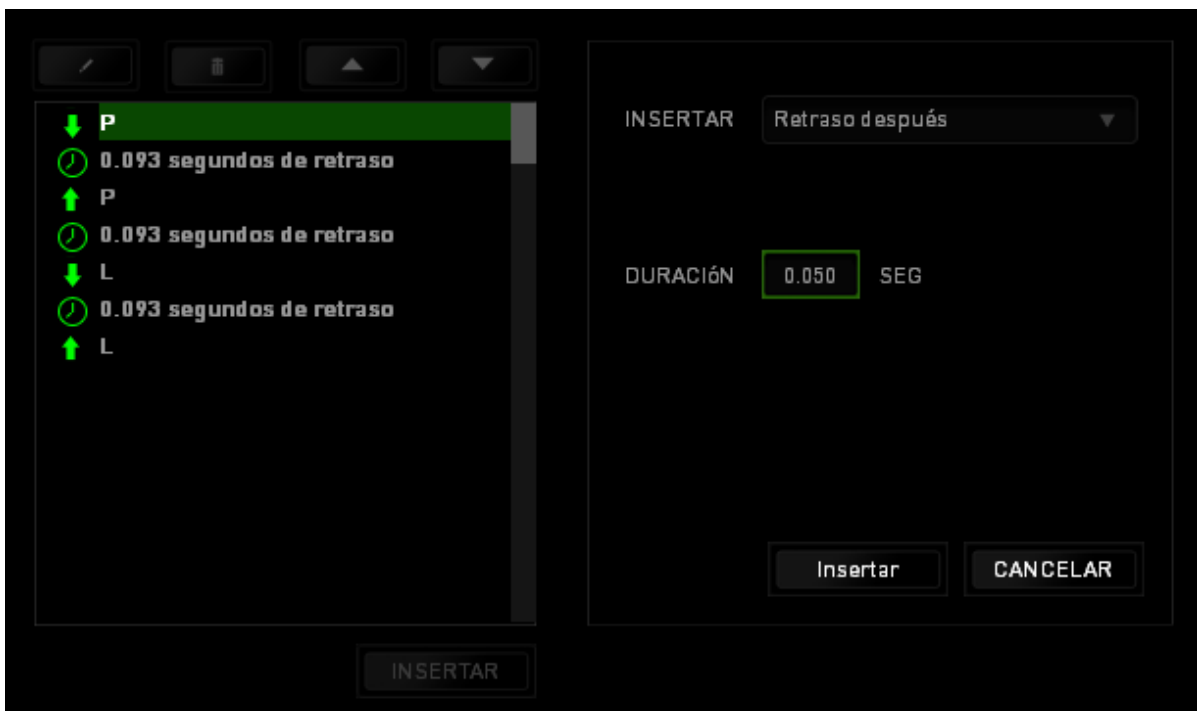 P
0.093 segundos de retraso
P
0.093 segundos de retraso
L
0.093 segundos de retraso
L
INSERTAR
INSERTAR Retraso después
DURACIóN 0.050 SEG
Insertar CANCELAR